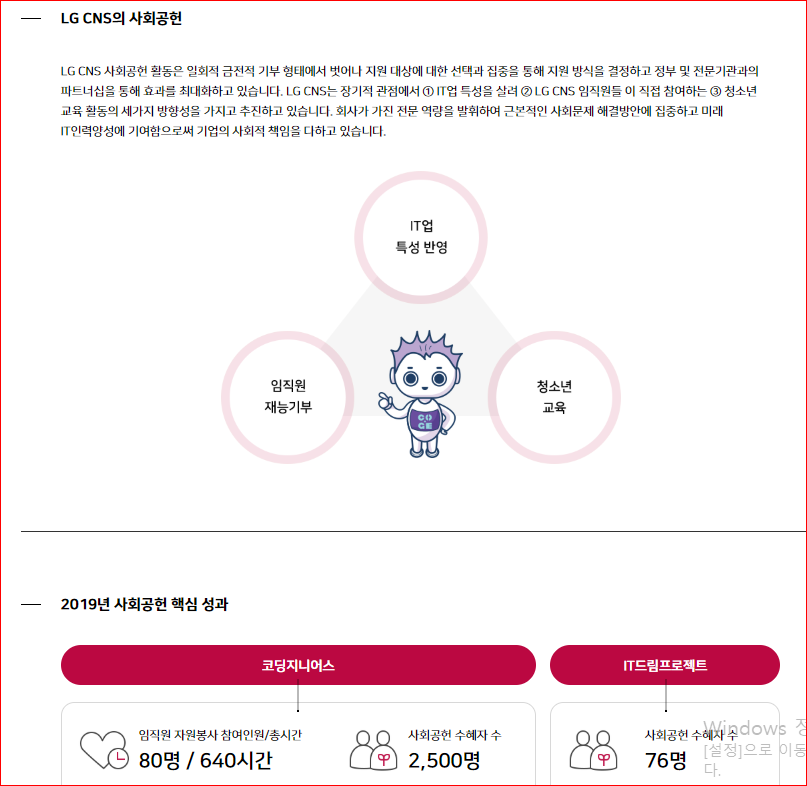 LG CNS의 사회공헌
LG CNS 사회공헌 활동은 일회적 금전적 기부 형태에서 벗어나 지원 대상에 대한 선택과 집중을 통해 지원 방식을 결정하고 정부 및 전문기관과의
파트너십을 통해 효과를 최대화하고 있습니다. LG CNS는 장기적 관점에서 ① IT업 특성을 살려 ② LG CNS 임직원들 이 직접 참여하는 ③ 청소년
교육 활동의 세가지 방향성을 가지고 추진하고 있습니다. 회사가 가진 전문 역량을 발휘하여 근본적인 사회문제 해결방안에 집중하고 미래
IT인력양성에 기여함으로써 기업의 사회적 책임을 다하고 있습니다.
IT업
특성 반영
임직원
재능기부
CO
GE
청소년
교육
2019년 사회공헌 핵심 성과
코딩지니어스
IT드림프로젝트
임직원 자원봉사 참여인원/총시간
80명 / 640시간
사회공헌 수혜자 수
2,500명
사회공헌 수혜자 수
76명
Windows 정
[설정]으로 이동
다.